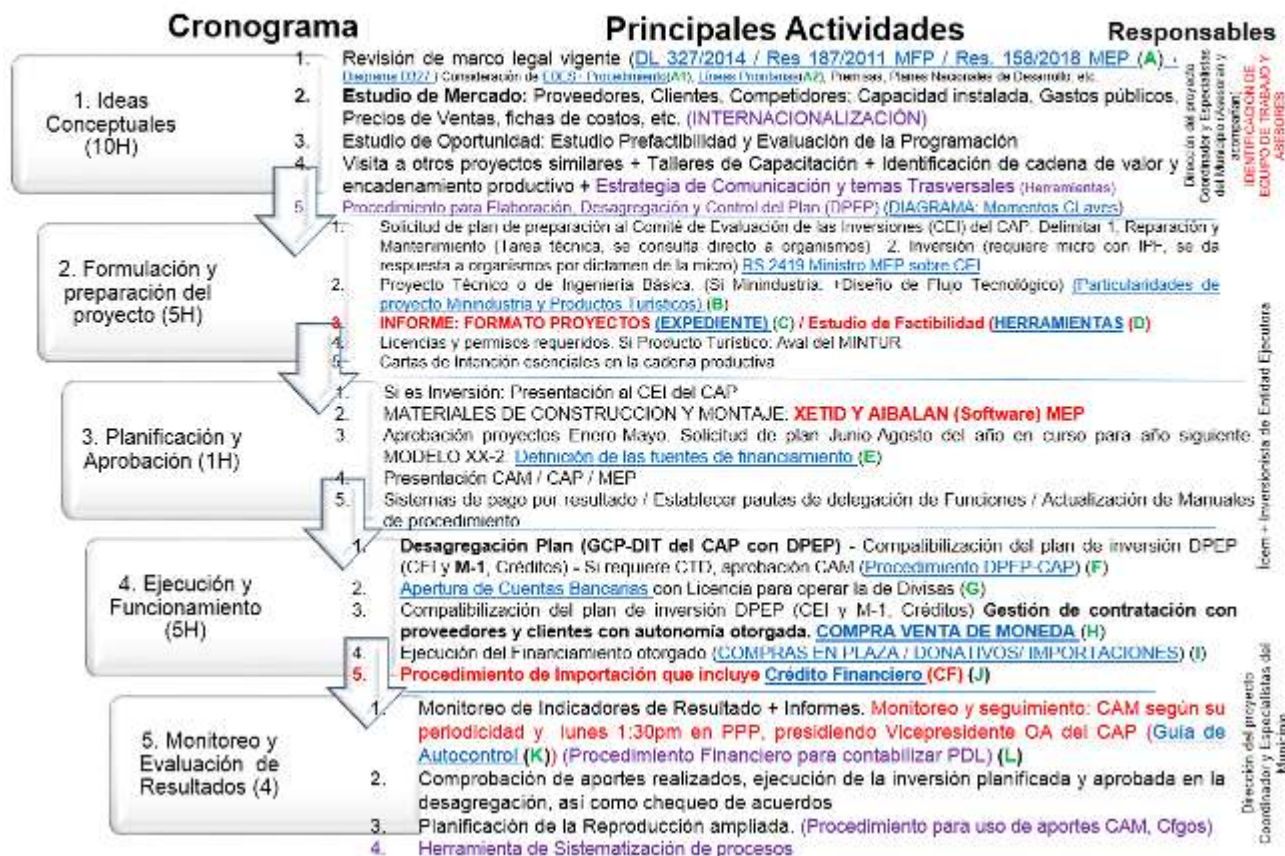 Cronograma
Principales Actividades
Responsables
1. Ideas
Conceptuales
(10H)
1. Revisión de marco legal vigente (DL 327/2014 / Res 187/2011 MFP / Res. 158/2018 MEP (A) -
Diagrama D327 ) Consideración de EDES - Procedimiento(A1), Líneas Prioritarias(A2), Premisas, Planes Nacionales de Desarrollo, etc.
2. Estudio de Mercado: Proveedores, Clientes, Competidores; Capacidad instalada, Gastos públicos,
Precios de Ventas, fichas de costos, etc. (INTERNACIONALIZACIÓN)
3. Estudio de Oportunidad: Estudio Prefactibilidad y Evaluación de la Programación
4. Visita a otros proyectos similares + Talleres de Capacitación + Identificación de cadena de valor y
encadenamiento productivo + Estrategia de Comunicación y temas Trasversales (Herramientas)
5. Procedimiento para Elaboración, Desagregación y Control del Plan (DPEP) (DIAGRAMA: Momentos CLaves)
Dirección del proyecto
Coordinador y Especialistas
del Municipio (Asesoran y
acompañan)
IDENTIFICACIÓN DE
EQUIPO DE TRABAJO Y
ASESORES
2. Formulación y
preparación del
proyecto (5H)
1. Solicitud de plan de preparación al Comité de Evaluación de las Inversiones (CEI) del CAP. Delimitar 1. Reparación y
Mantenimiento (Tarea técnica, se consulta directo a organismos) 2. Inversión (requiere micro con IPF, se da
respuesta a organismos por dictamen de la micro) RS 2419 Ministro MEP sobre CEI
2. Proyecto Técnico o de Ingeniería Básica. (Si Minindustria: +Diseño de Flujo Tecnológico) (Particularidades de
proyecto Minindustria y Productos Turísticos) (B)
3. INFORME: FORMATO PROYECTOS (EXPEDIENTE) (C) / Estudio de Factibilidad (HERRAMIENTAS (D)
4. Licencias y permisos requeridos. Si Producto Turístico: Aval del MINTUR
5. Cartas de Intención esenciales en la cadena productiva
3. Planificación y
Aprobación (1H)
1. Si es Inversión: Presentación al CEI del CAP
2. MATERIALES DE CONSTRUCCION Y MONTAJE: XETID Y AIBALAN (Software) MEP
3. Aprobación proyectos Enero-Mayo. Solicitud de plan Junio-Agosto del año en curso para año siguiente.
MODELO XX-2. Definición de las fuentes de financiamiento (E)
4. Presentación CAM / CAP / MEP
5. Sistemas de pago por resultado / Establecer pautas de delegación de Funciones / Actualización de Manuales
de procedimiento
Inversionista de Entidad Ejecutora
4. Ejecución y
Funcionamiento
(5H)
1. Desagregación Plan (GCP-DIT del CAP con DPEP) - Compatibilización del plan de inversión DPEP
(CEI y M-1, Créditos) - Si requiere CTD, aprobación CAM (Procedimiento DPEP-CAP) (F)
2. Apertura de Cuentas Bancarias con Licencia para operar la de Divisas (G)
3. Compatibilización del plan de inversión DPEP (CEI y M-1, Créditos) Gestión de contratación con
proveedores y clientes con autonomía otorgada. COMPRA VENTA DE MONEDA (H)
4. Ejecución del Financiamiento otorgado (COMPRAS EN PLAZA / DONATIVOS/ IMPORTACIONES) (I)
5. Procedimiento de Importación que incluye Crédito Financiero (CF) (J)
5. Monitoreo y
Evaluación de
Resultados (4)
1. Monitoreo de Indicadores de Resultado + Informes. Monitoreo y seguimiento: CAM según su
periodicidad y lunes 1:30pm en PPP, presidiendo Vicepresidente OA del CAP (Guía de
Autocontrol (K)) (Procedimiento Financiero para contabilizar PDL) (L)
2. Comprobación de aportes realizados, ejecución de la inversión planificada y aprobada en la
desagregación, así como chequeo de acuerdos
3. Planificación de la Reproducción ampliada. (Procedimiento para uso de aportes CAM, Cfgos)
4. Herramienta de Sistematización de procesos
Dirección del proyecto
Coordinador y Especialistas del
Municipio